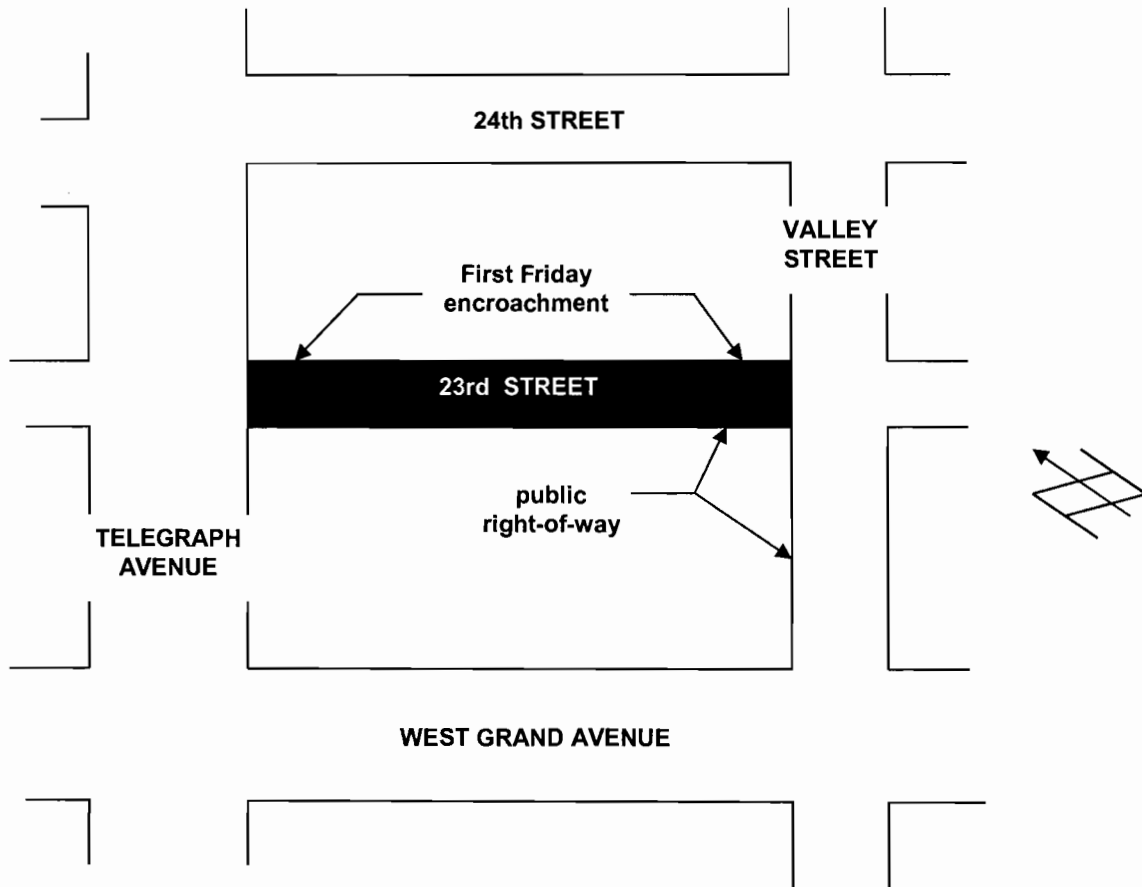 24th STREET
VALLEY
STREET
First Friday
encroachment
23rd STREET
public
right-of-way
TELEGRAPH
AVENUE
WEST GRAND AVENUE